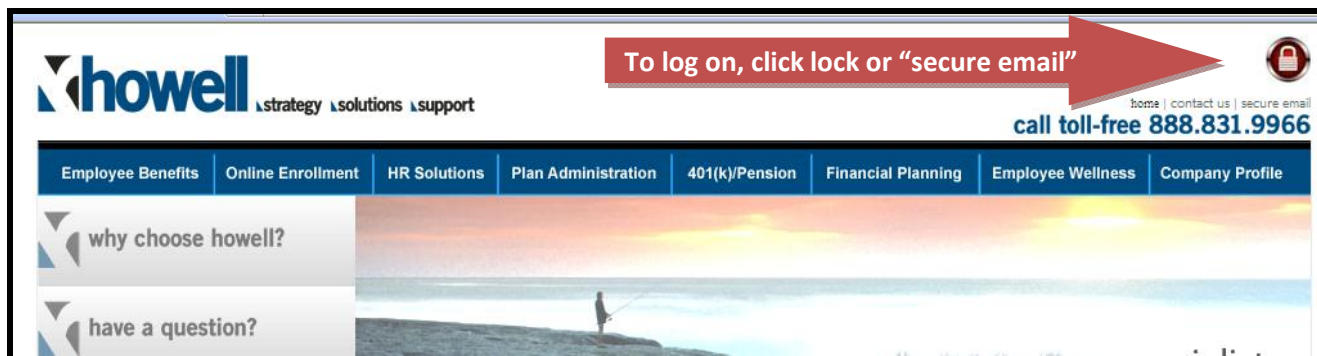 To log on, click lock or “secure email”
howell strategy solutions support
home | contact us | secure email
call toll-free 888.831.9966
Employee Benefits Online Enrollment HR Solutions Plan Administration 401(k)/Pension Financial Planning Employee Wellness Company Profile
why choose howell?
have a question?